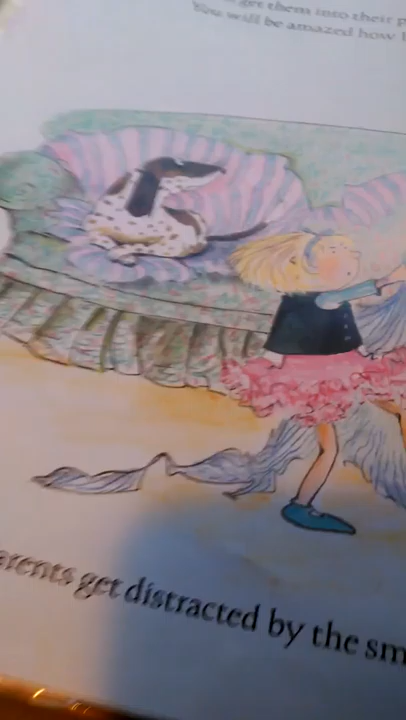 get them into their p
You will be amazed how
arents get distracted by the sm